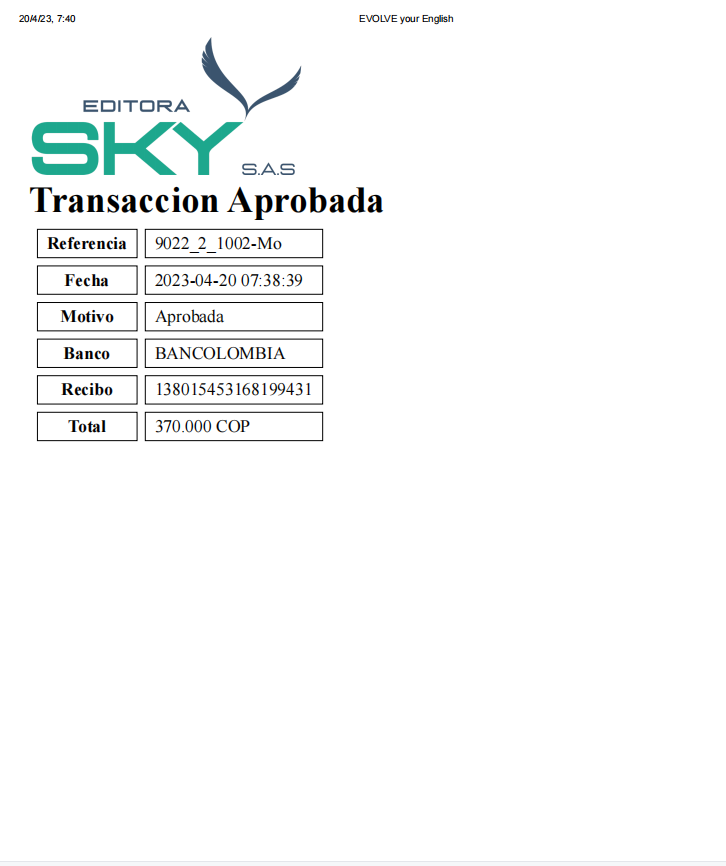 20/4/23, 7:40 EVOLVE your English
EDITORA
SKY
S.A.S
Transaccion Aprobada
Referencia 9022_2_1002-Mo
Fecha 2023-04-20 07:38:39
Motivo Aprobada
Banco BANCOLOMBIA
Recibo 138015453168199431
Total 370.000 COP